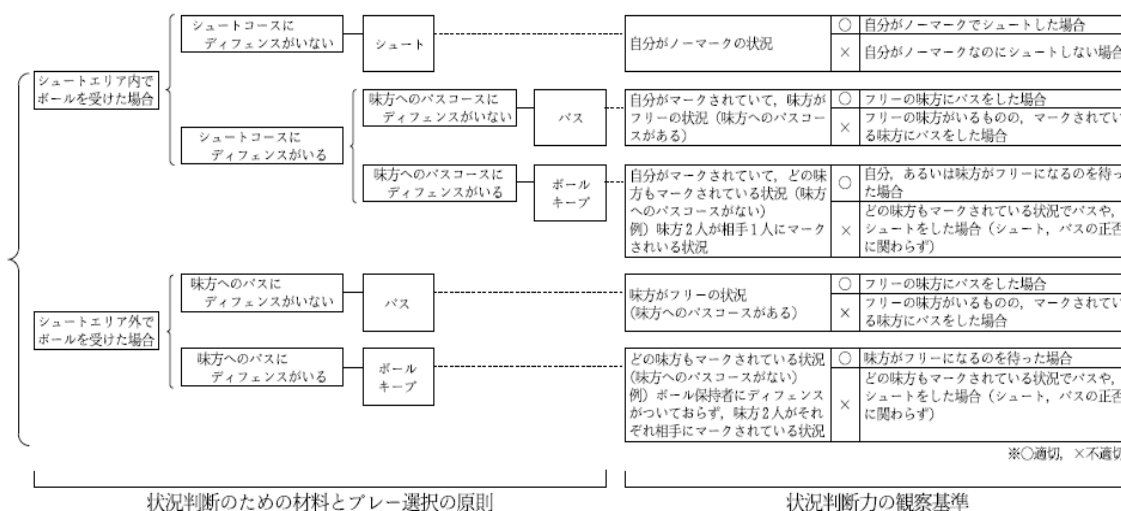 シュートコースに
ディフェンスがいない
シュート
自分がノーマークの状況
○
自分がノーマークでシュートした場合
×
自分がノーマークなのにシュートしない場合
シュートエリア内で
ボールを受けた場合
シュートコースに
ディフェンスがいる
味方へのパスコースに
ディフェンスがいない
パス
自分がマークされていて，味方が
フリーの状況（味方へのパスコー
スがある）
○
フリーの味方にパスをした場合
×
フリーの味方がいるものの，マークされてい
る味方にパスをした場合
味方へのパスコースに
ディフェンスがいる
ボール
キープ
自分がマークされていて，どの味
方もマークされている状況（味方
へのパスコースがない）
例）味方2人が相手1人にマーク
されいる状況
○
自分，あるいは味方がフリーになるのを待っ
た場合
×
どの味方もマークされている状況でパスや，
シュートをした場合（シュート，パスの正否
に関わらず）
シュートエリア外で
ボールを受けた場合
味方へのパスに
ディフェンスがいない
パス
味方がフリーの状況
（味方へのパスコースがある）
○
フリーの味方にパスをした場合
×
フリーの味方がいるものの，マークされてい
る味方にパスをした場合
味方へのパスに
ディフェンスがいる
ボール
キープ
どの味方もマークされている状況
（味方へのパスコースがない）
例）ボール保持者にディフェンス
がついておらず，味方2人がそれ
ぞれ相手にマークされている状況
○
味方がフリーになるのを待った場合
×
どの味方もマークされている状況でパスや，
シュートをした場合（シュート，パスの正否
に関わらず）
※○適切，×不適切
状況判断のための材料とプレー選択の原則
状況判断力の観察基準